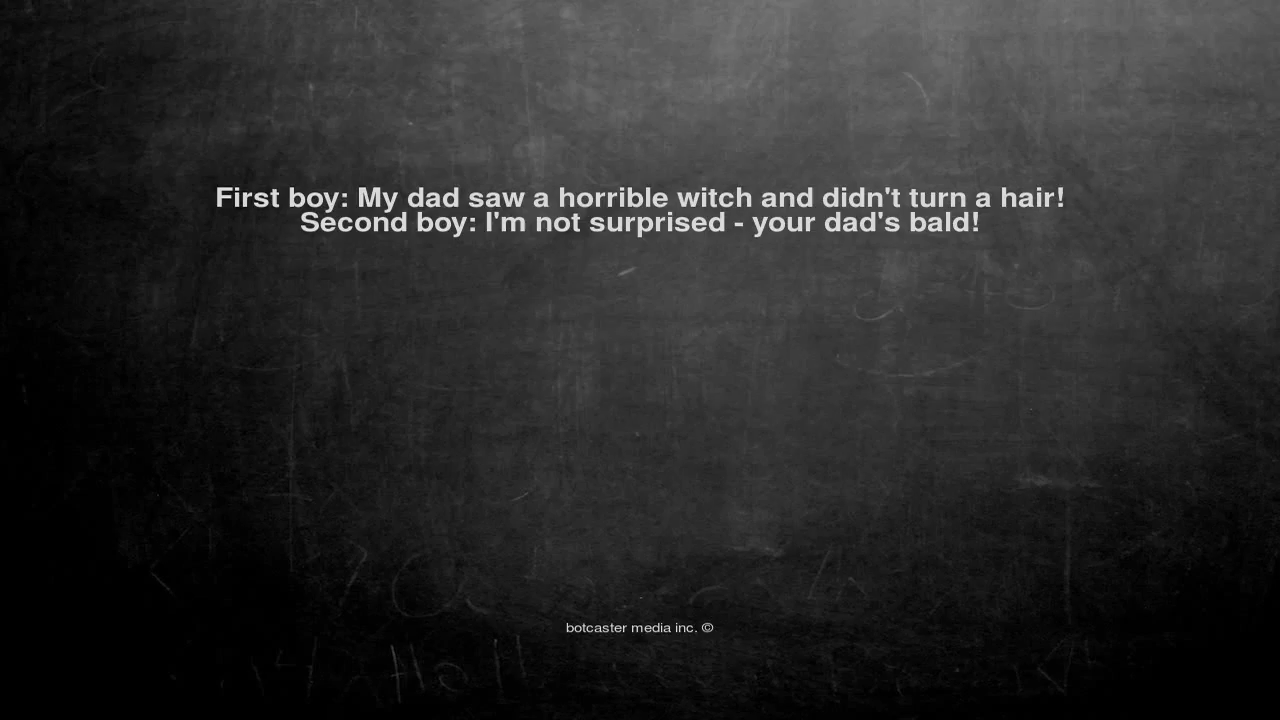 First boy: My dad saw a horrible witch and didn't turn a hair!
Second boy: I'm not surprised - your dad's bald!
botcaster media inc. ©